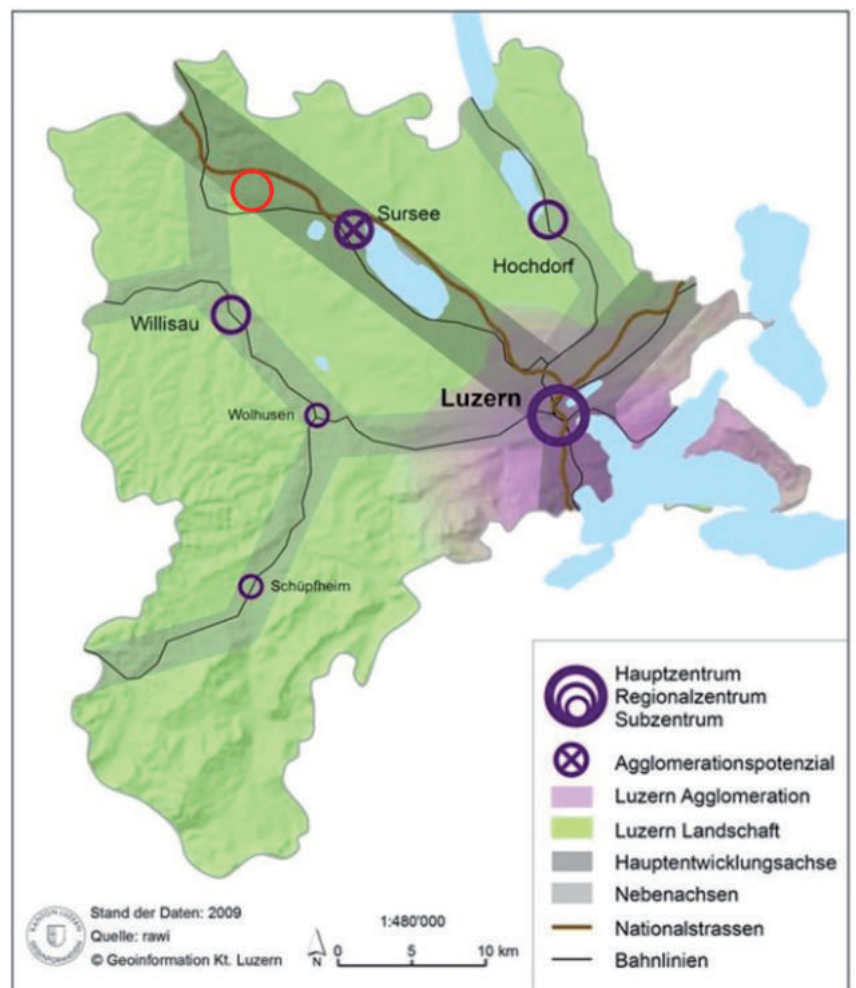 Sursee
Hochdorf
Willisau
Luzern
Wolhusen
Schüpfheim
Hauptzentrum
Regionalzentrum
Subzentrum
Agglomerationspotenzial
Luzern Agglomeration
Luzern Landschaft
Hauptentwicklungsachse
Nebenachsen
Nationalstrassen
Bahnlinien
Stand der Daten: 2009
Quelle: rawi
© Geoinformation Kt. Luzern
1:480'000
N
0 5 10 km